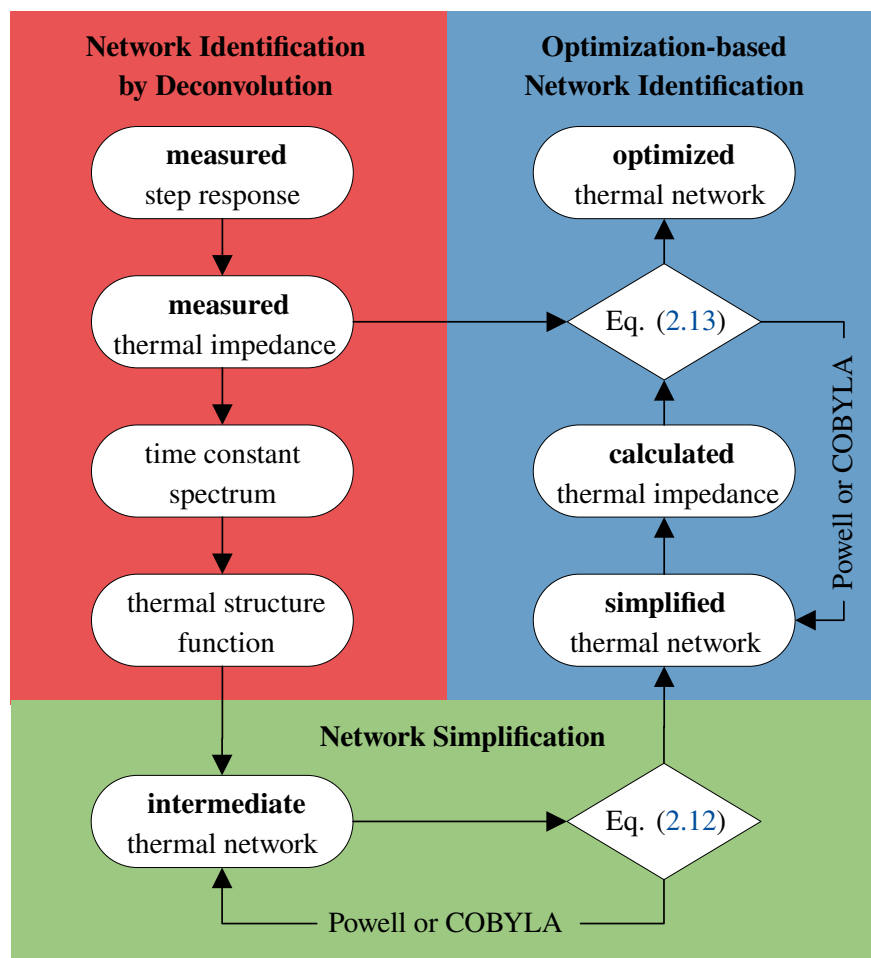 Network Identification
by Deconvolution
measured
step response
measured
thermal impedance
time constant
spectrum
thermal structure
function
Optimization-based
Network Identification
optimized
thermal network
Eq. (2.13)
Powell or COBYLA
calculated
thermal impedance
simplified
thermal network
Network Simplification
intermediate
thermal network
Eq. (2.12)
Powell or COBYLA